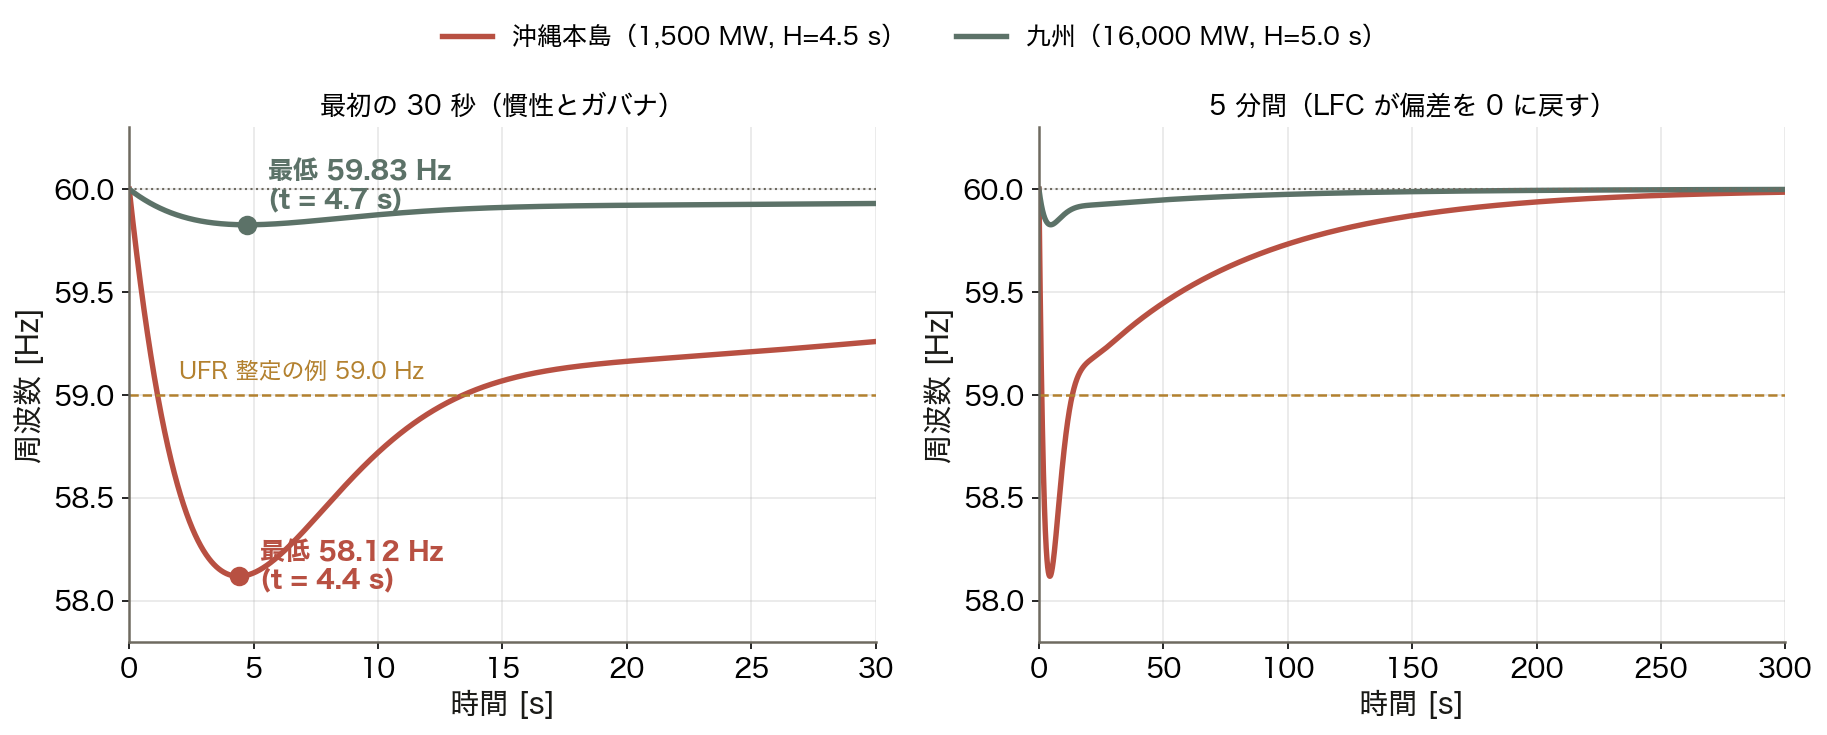 沖縄本島（1,500 MW, H=4.5 s）
九州（16,000 MW, H=5.0 s）
最初の 30 秒（慣性とガバナ）
周波数 [Hz]
60.0
59.5
59.0
58.5
58.0
最低 59.83 Hz
(t = 4.7 s)
UFR 整定の例 59.0 Hz
最低 58.12 Hz
(t = 4.4 s)
0 5 10 15 20 25 30
時間 [s]
5 分間（LFC が偏差を 0 に戻す）
周波数 [Hz]
60.0
59.5
59.0
58.5
58.0
0 50 100 150 200 250 300
時間 [s]